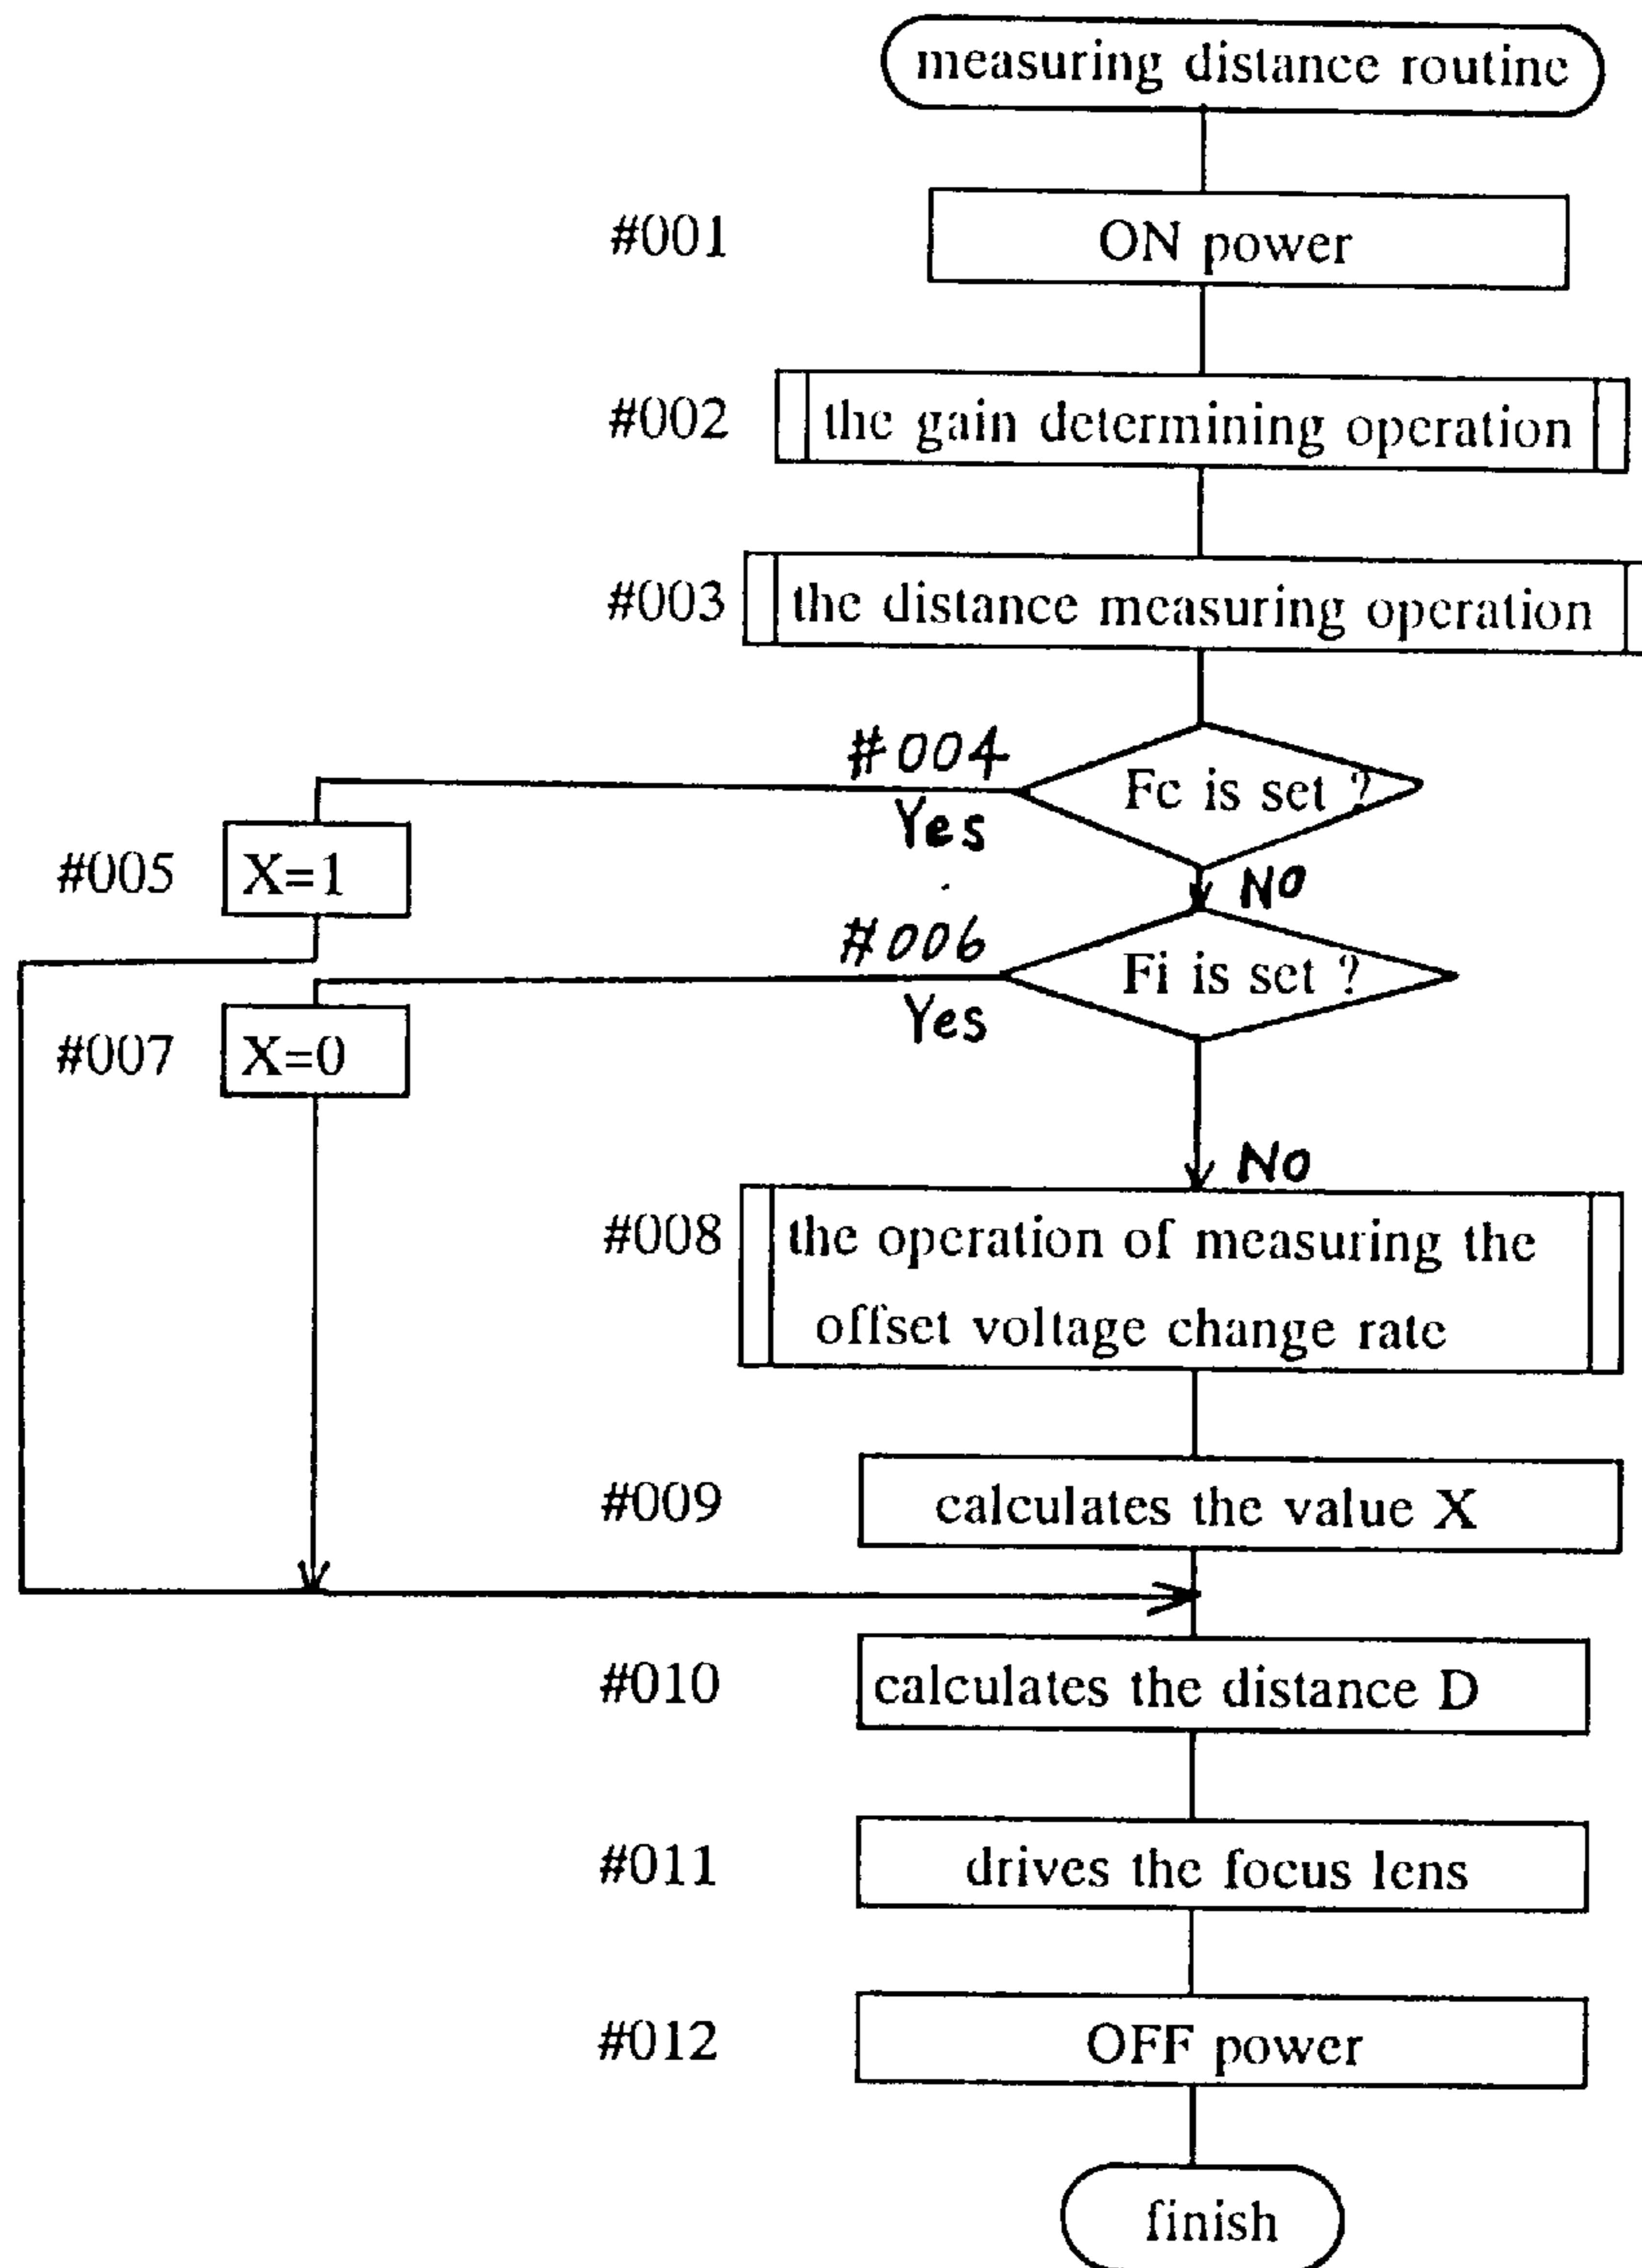 measuring distance routine
#001 ON power
#002 the gain determining operation
#003 the distance measuring operation
#004 Fc is set ?
Yes
NO
#005 X=1
#006 Fi is set ?
Yes
#007 X=0
NO
#008 the operation of measuring the
offset voltage change rate
#009 calculates the value X
#010 calculates the distance D
#011 drives the focus lens
#012 OFF power
finish